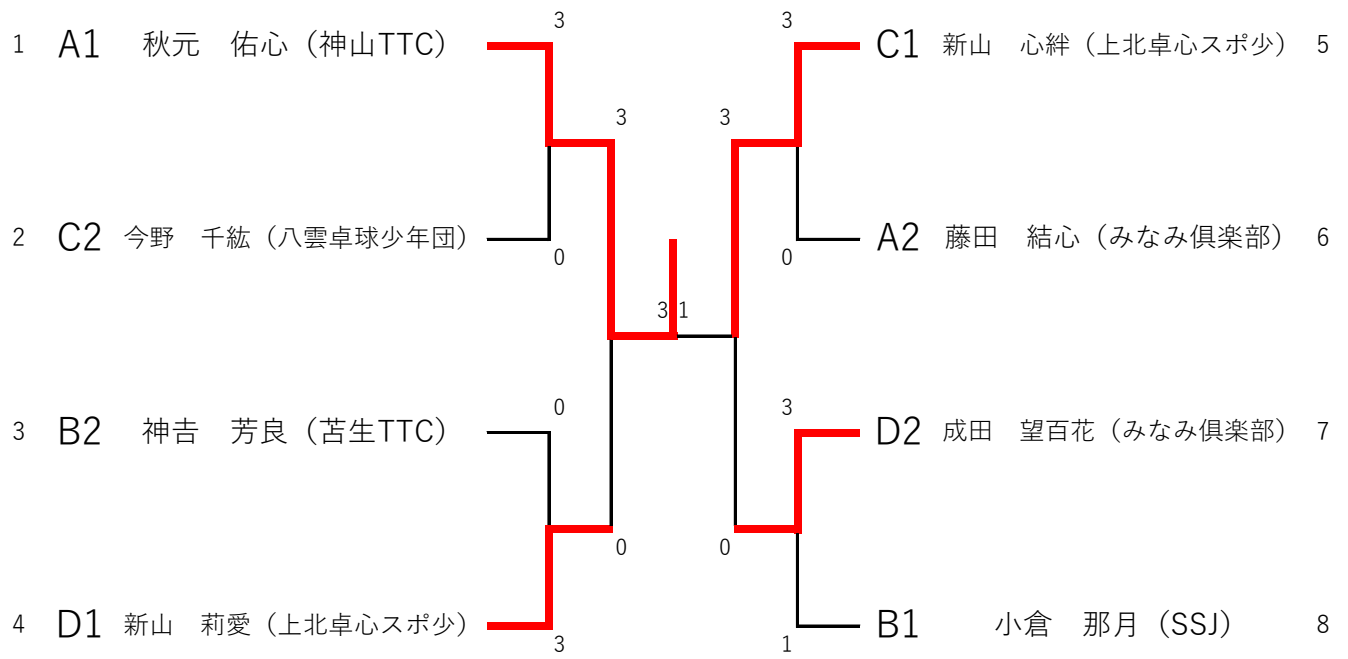 3 3
1 A1 秋元 佑心（神山TTC） C1 新山 心絆（上北卓心スポ少） 5
3 3
2 C2 今野 千紘（八雲卓球少年団） A2 藤田 結心（みなみ俱楽部） 6
0 0
3 1
0 3
3 B2 神𠮷 芳良（苫生TTC） D2 成田 望百花（みなみ俱楽部） 7
0 0
4 D1 新山 莉愛（上北卓心スポ少） B1 小倉 那月（SSJ） 8
3 1